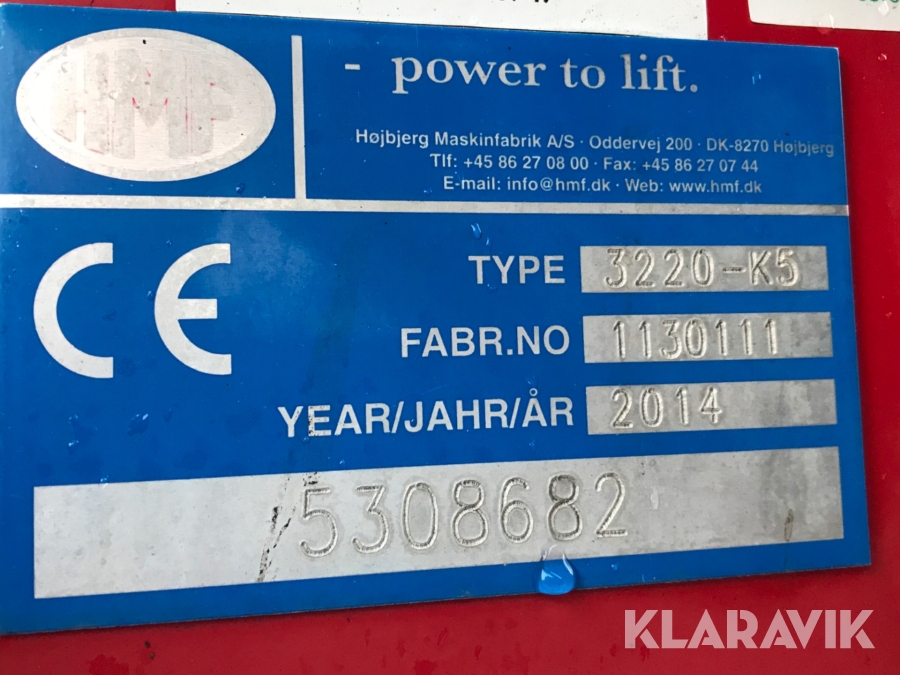 HMF
- power to lift.
Højbjerg Maskinfabrik A/S · Oddervej 200 · DK-8270 Højbjerg
Tlf: +45 86 27 08 00 · Fax: +45 86 27 07 44
E-mail: info@hmf.dk · Web: www.hmf.dk
CE
TYPE 3220-K5
FABR.NO 1130111
YEAR/JAHR/ÅR 2014
5308682
KLARAVIK